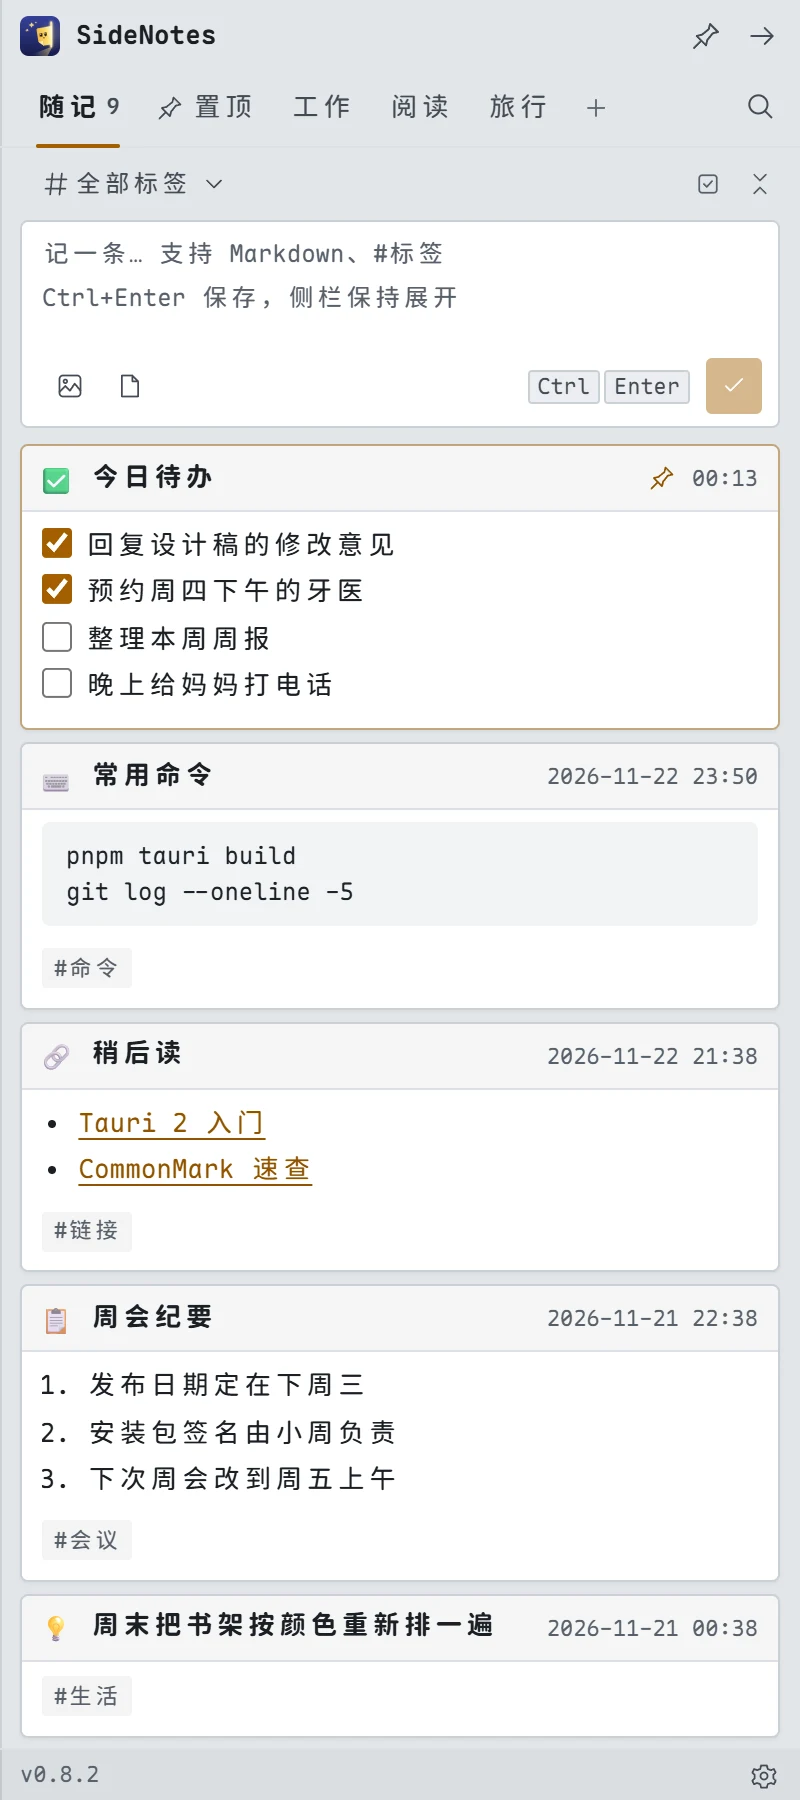 SideNotes
随记 9 置顶 工作 阅读 旅行 +
# 全部标签
记一条… 支持 Markdown、#标签
Ctrl+Enter 保存，侧栏保持展开
Ctrl Enter
今日待办 00:13
回复设计稿的修改意见
预约周四下午的牙医
整理本周周报
晚上给妈妈打电话
常用命令 2026-11-22 23:50
pnpm tauri build
git log --oneline -5
#命令
稍后读 2026-11-22 21:38
• Tauri 2 入门
• CommonMark 速查
#链接
周会纪要 2026-11-21 22:38
1. 发布日期定在下周三
2. 安装包签名由小周负责
3. 下次周会改到周五上午
#会议
周末把书架按颜色重新排一遍 2026-11-21 00:38
#生活
v0.8.2